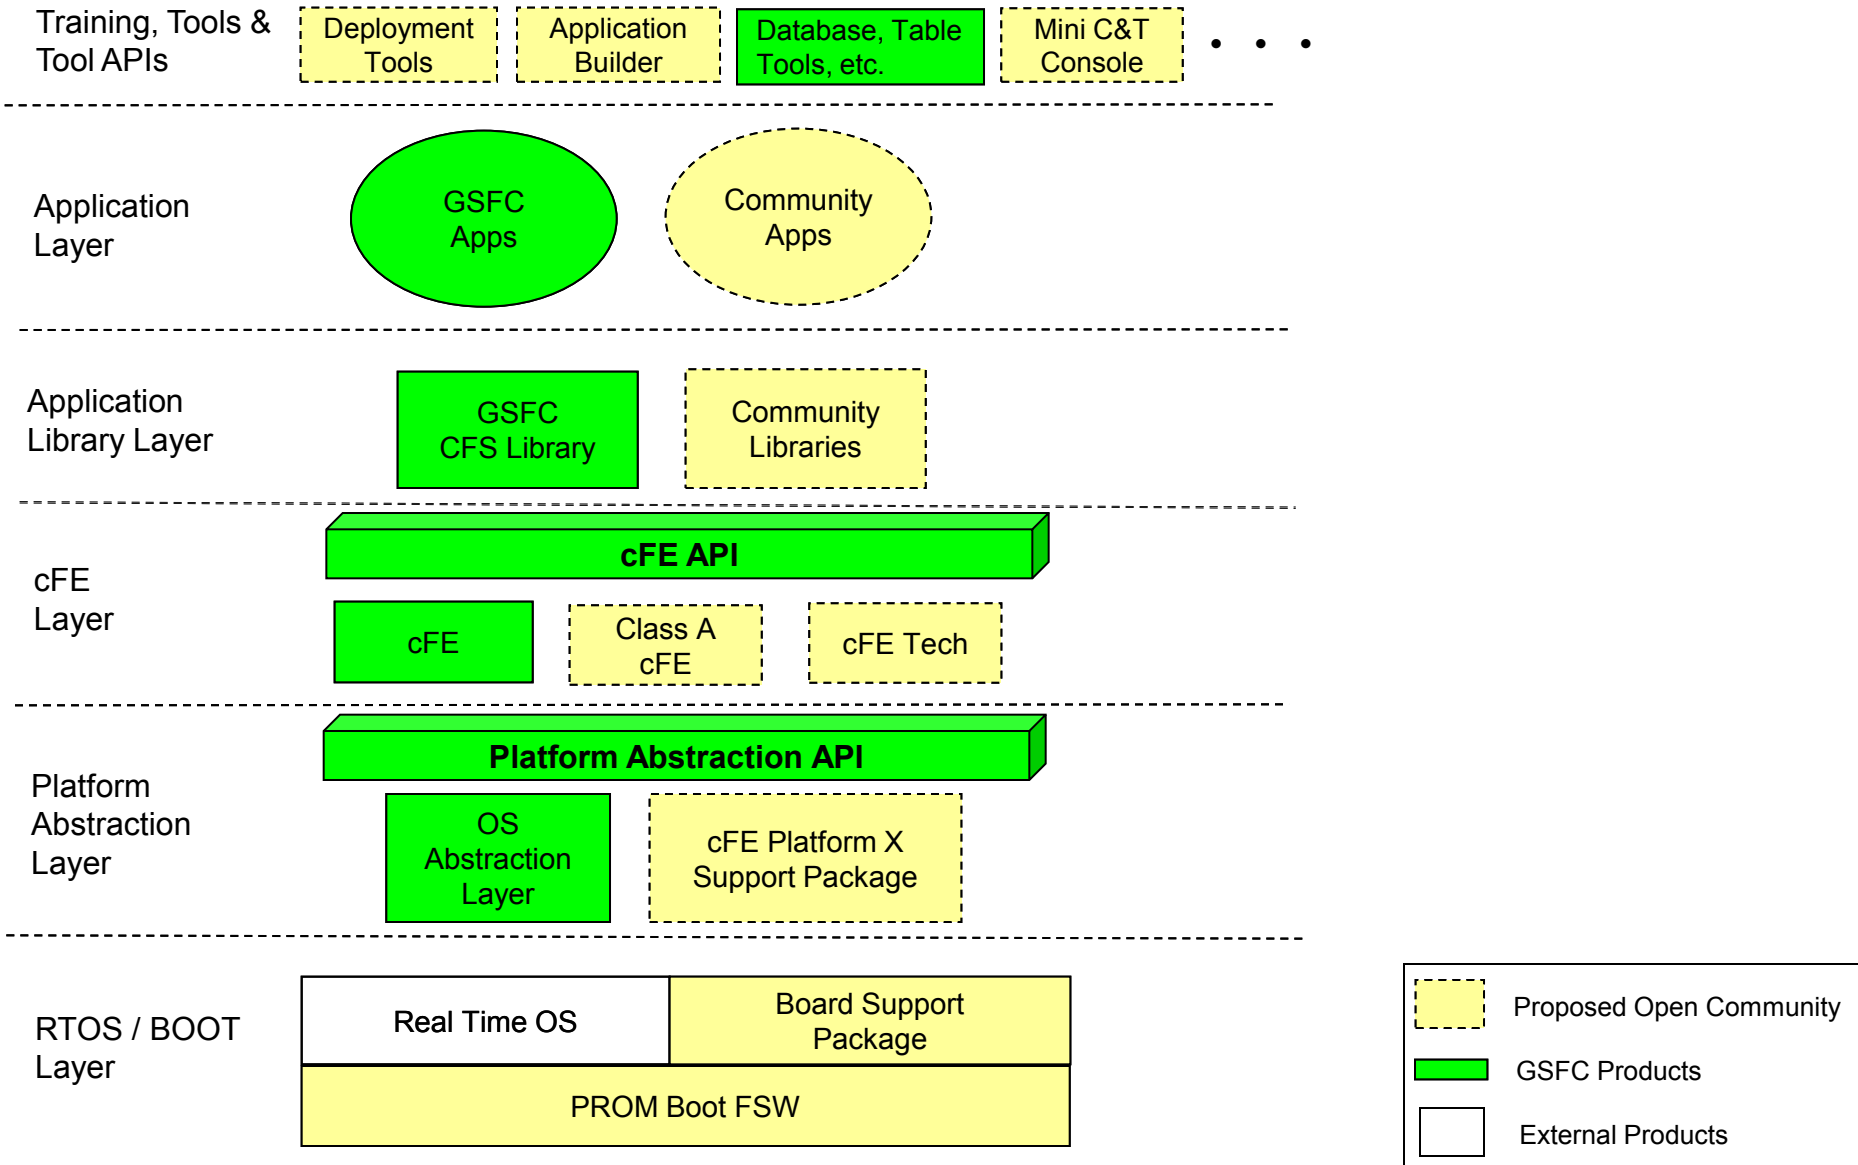 Training, Tools &
Tool APIs
Deployment
Tools
Application
Builder
Database, Table
Tools, etc.
Mini C&T
Console
• • •
Application
Layer
GSFC
Apps
Community
Apps
Application
Library Layer
GSFC
CFS Library
Community
Libraries
cFE
Layer
cFE API
cFE
Class A
cFE
cFE Tech
Platform
Abstraction
Layer
Platform Abstraction API
OS
Abstraction
Layer
cFE Platform X
Support Package
RTOS / BOOT
Layer
Real Time OS
Board Support
Package
PROM Boot FSW
Proposed Open Community
GSFC Products
External Products